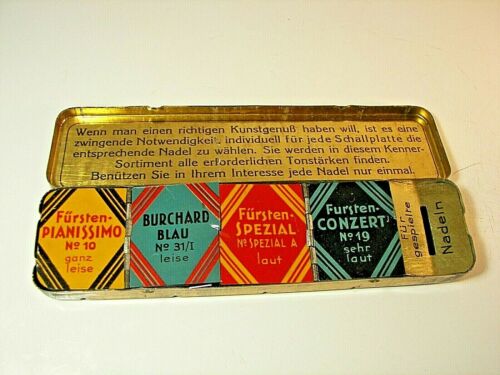 Wenn man einen richtigen Kunstgenuß haben will, ist es eine
zwingende Notwendigkeit, individuell für jede Schallplatte die
entsprechende Nadel zu wählen. Sie werden in diesem Kenner-
Sortiment alle erforderlichen Tonstärken finden.
Benützen Sie in Ihrem Interesse jede Nadel nur einmal.
Fürsten-
PIANISSIMO
No 10
ganz
leise
BURCHARD
BLAU
No 31/I
leise
Fürsten-
SPEZIAL
No SPEZIAL A
laut
Fürsten-
CONZERT
No 19
sehr
laut
Für
gespielte
Nadeln